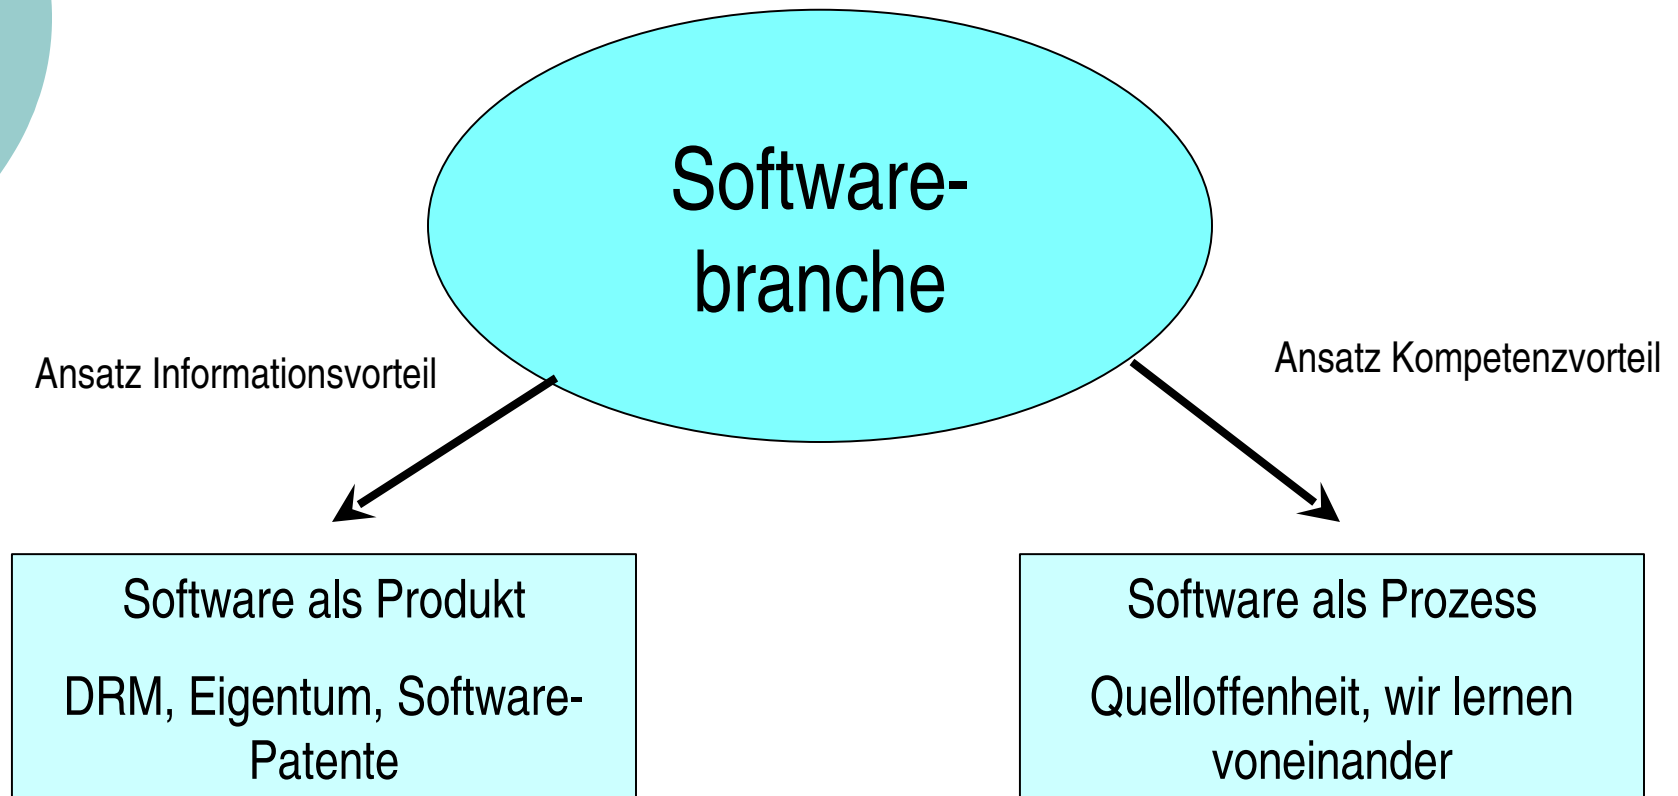 Software-
branche
Ansatz Informationsvorteil
Ansatz Kompetenzvorteil
Software als Produkt
DRM, Eigentum, Software-
Patente
Software als Prozess
Quelloffenheit, wir lernen
voneinander